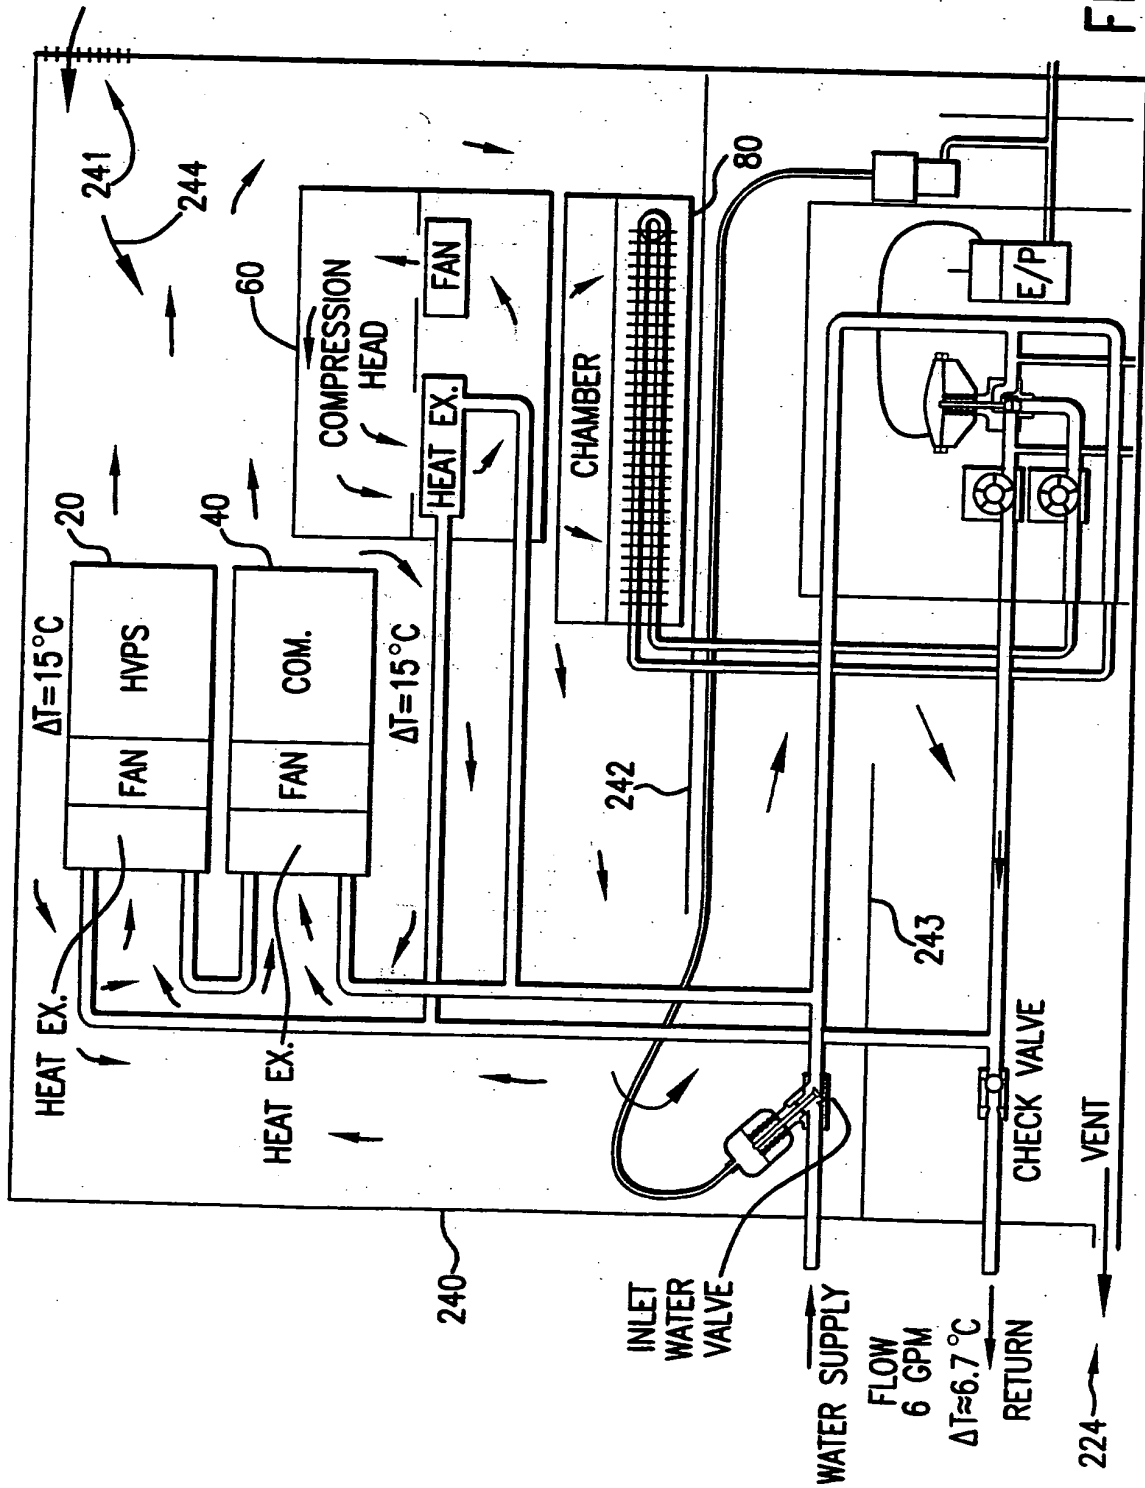 241
244
60
COMPRESSION
HEAD
FAN
HEAT EX.
80
CHAMBER
E/P
20
ΔT=15°C
HVPS
FAN
40
COM.
FAN
ΔT=15°C
HEAT EX.
HEAT EX.
242
243
240
INLET
WATER
VALVE
WATER SUPPLY
FLOW
6 GPM
ΔT≈6.7°C
RETURN
CHECK VALVE
VENT
224